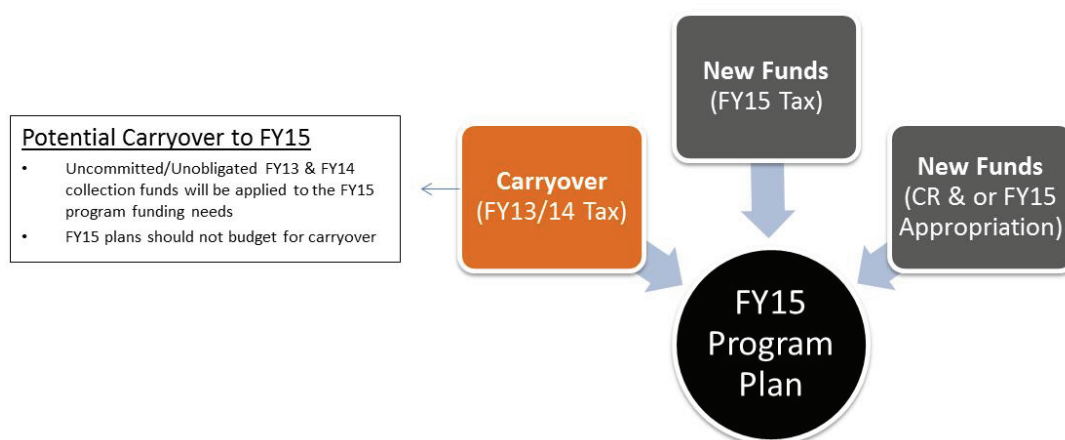 Potential Carryover to FY15
• Uncommitted/Unobligated FY13 & FY14
collection funds will be applied to the FY15
program funding needs
• FY15 plans should not budget for carryover
Carryover
(FY13/14 Tax)
New Funds
(FY15 Tax)
New Funds
(CR & or FY15
Appropriation)
FY15
Program
Plan